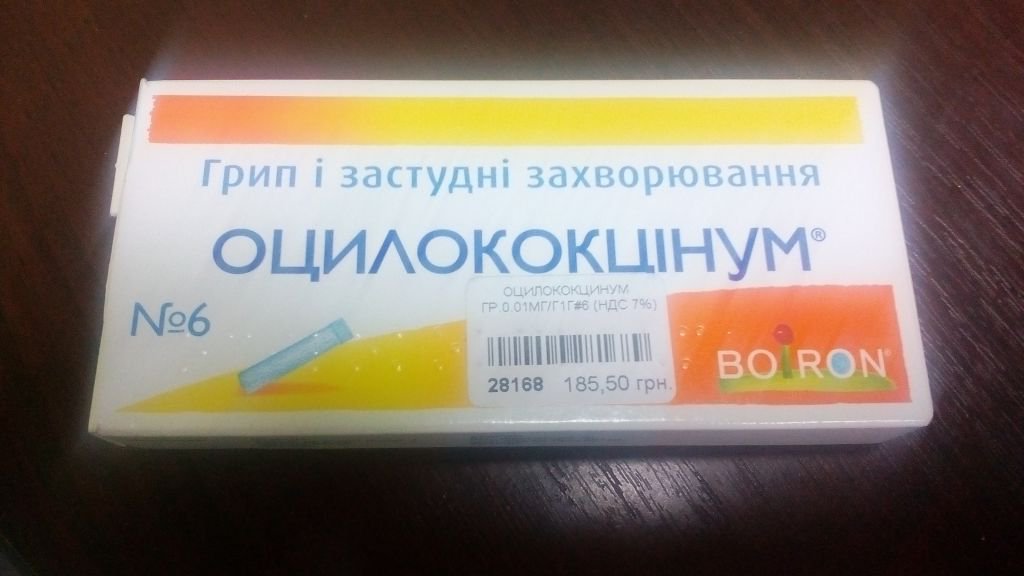 Грип і застудні захворювання
ОЦИЛОКОКЦІНУМ®
№6
ОЦИЛОКОКЦИНУМ
ГР.0.01МГ/Г1Г#6 (НДС 7%)
28168 185,50 грн.
BOIRON®